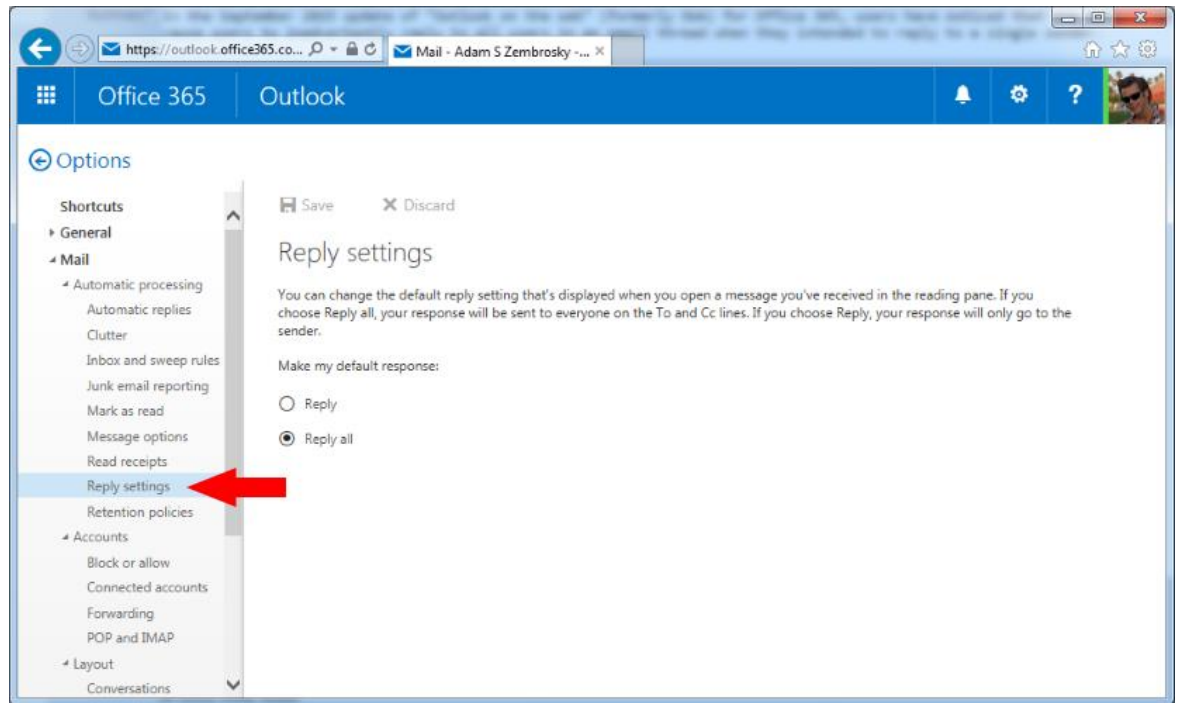 https://outlook.office365.co...
Mail - Adam S Zembrosky -...
Office 365
Outlook
?
Options
Shortcuts
General
Mail
Automatic processing
Automatic replies
Clutter
Inbox and sweep rules
Junk email reporting
Mark as read
Message options
Read receipts
Reply settings
Retention policies
Accounts
Block or allow
Connected accounts
Forwarding
POP and IMAP
Layout
Conversations
Save
Discard
Reply settings
You can change the default reply setting that's displayed when you open a message you've received in the reading pane. If you
choose Reply all, your response will be sent to everyone on the To and Cc lines. If you choose Reply, your response will only go to the
sender.
Make my default response:
Reply
Reply all